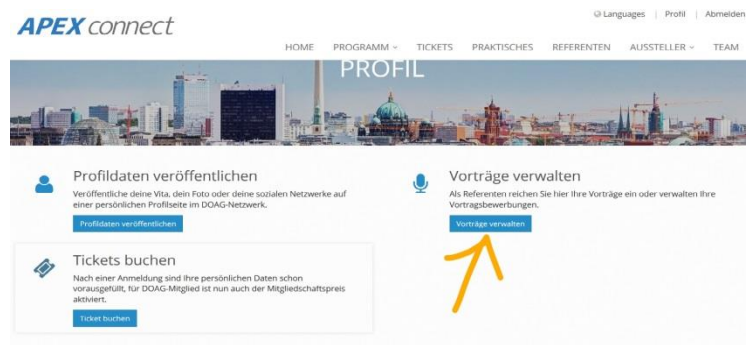 Languages | Profil | Abmelden
APEX connect
HOME PROGRAMM TICKETS PRAKTISCHES REFERENTEN AUSSTELLER TEAM
PROFIL
Profildaten veröffentlichen
Veröffentliche deine Vita, dein Foto oder deine sozialen Netzwerke auf
einer persönlichen Profilseite im DOAG-Netzwerk.
Profildaten veröffentlichen
Vorträge verwalten
Als Referenten reichen Sie hier Ihre Vorträge ein oder verwalten Ihre
Vortragsbewerbungen.
Vorträge verwalten
Tickets buchen
Nach einer Anmeldung sind Ihre persönlichen Daten schon
vorausgefüllt, für DOAG-Mitglied ist nun auch der Mitgliedschaftspreis
aktiviert.
Ticket buchen